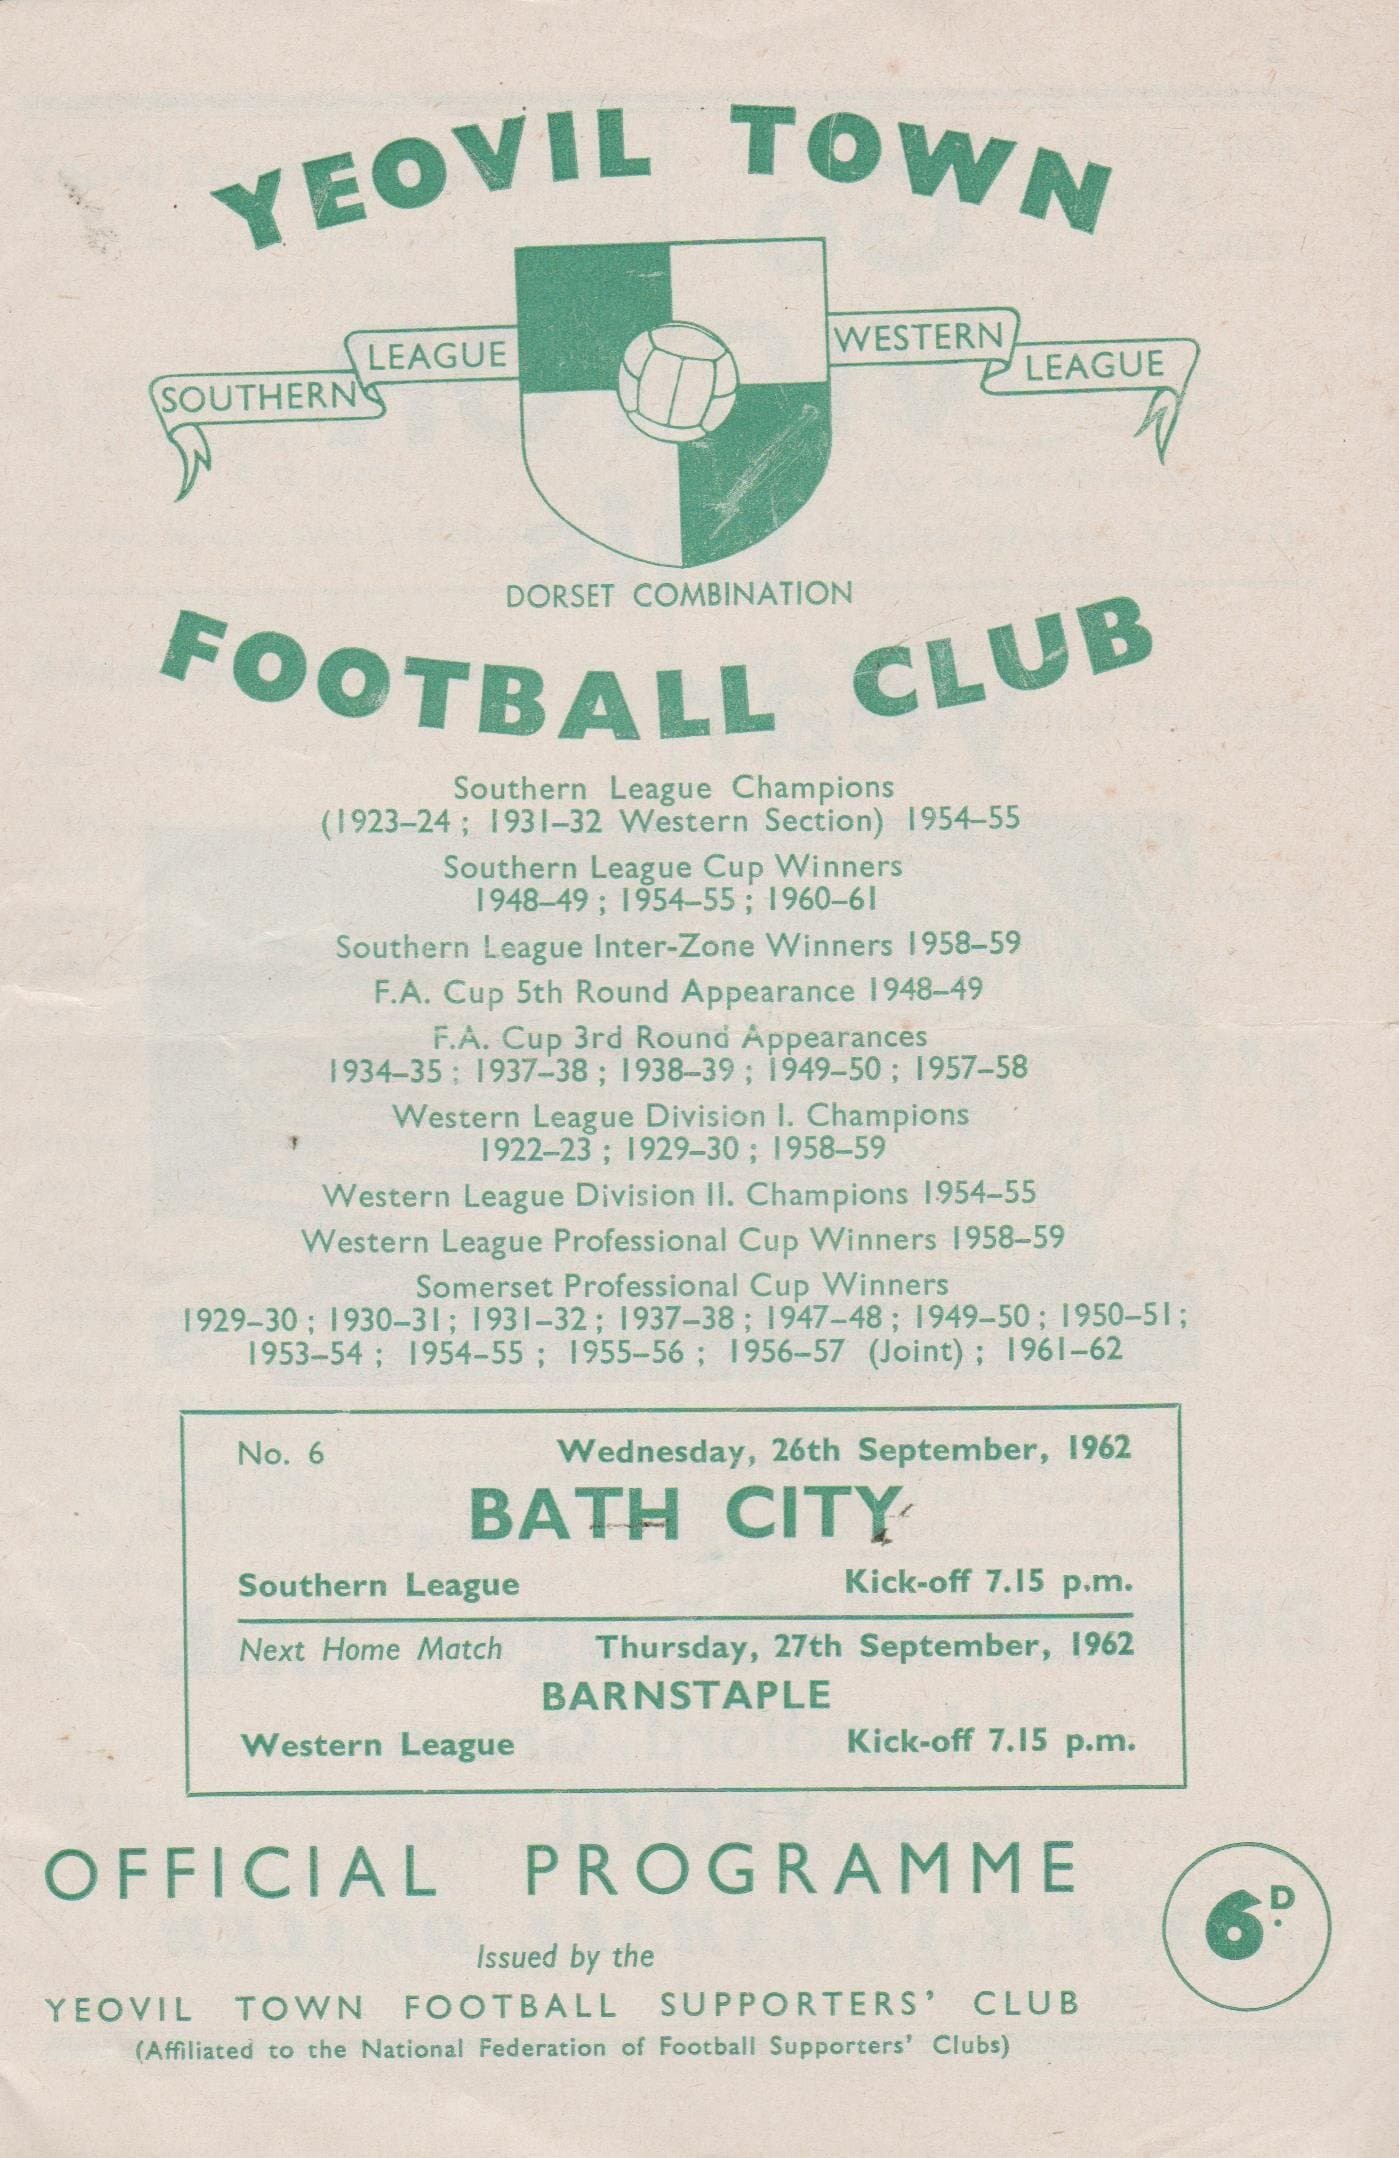 YEOVIL TOWN
SOUTHERN LEAGUE
WESTERN LEAGUE
DORSET COMBINATION
FOOTBALL CLUB
Southern League Champions
(1923–24 ; 1931–32 Western Section) 1954–55
Southern League Cup Winners
1948–49 ; 1954–55 ; 1960–61
Southern League Inter-Zone Winners 1958–59
F.A. Cup 5th Round Appearance 1948–49
F.A. Cup 3rd Round Appearances
1934–35 ; 1937–38 ; 1938–39 ; 1949–50 ; 1957–58
Western League Division I. Champions
1922–23 ; 1929–30 ; 1958–59
Western League Division II. Champions 1954–55
Western League Professional Cup Winners 1958–59
Somerset Professional Cup Winners
1929–30 ; 1930–31 ; 1931–32 ; 1937–38 ; 1947–48 ; 1949–50 ; 1950–51 ;
1953–54 ; 1954–55 ; 1955–56 ; 1956–57 (Joint) ; 1961–62
No. 6 Wednesday, 26th September, 1962
BATH CITY
Southern League Kick-off 7.15 p.m.
Next Home Match Thursday, 27th September, 1962
BARNSTAPLE
Western League Kick-off 7.15 p.m.
OFFICIAL PROGRAMME
6D.
Issued by the
YEOVIL TOWN FOOTBALL SUPPORTERS' CLUB
(Affiliated to the National Federation of Football Supporters' Clubs)